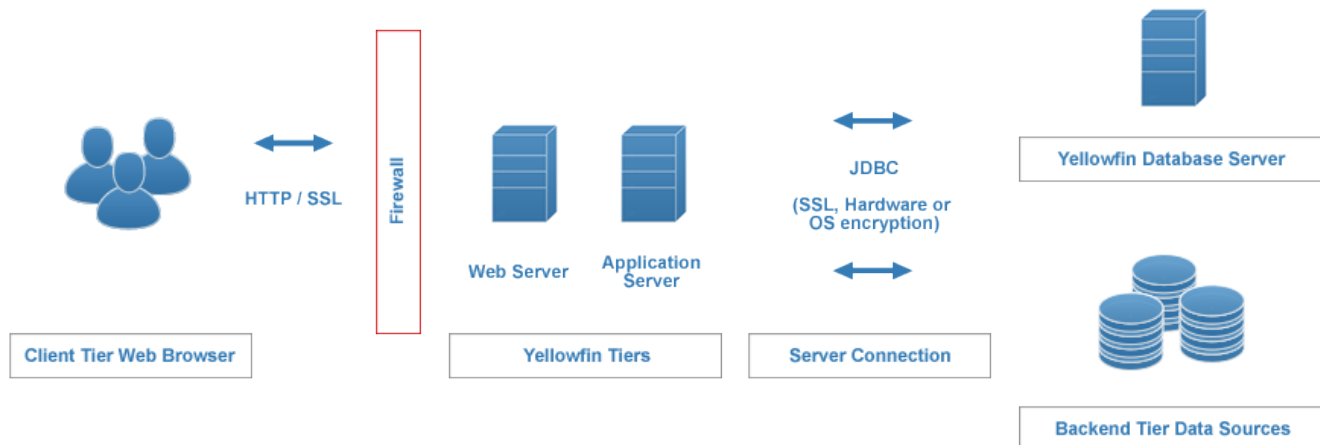 HTTP / SSL
Client Tier Web Browser
Firewall
Web Server
Application
Server
Yellowfin Tiers
JDBC
(SSL, Hardware or
OS encryption)
Server Connection
Yellowfin Database Server
Backend Tier Data Sources